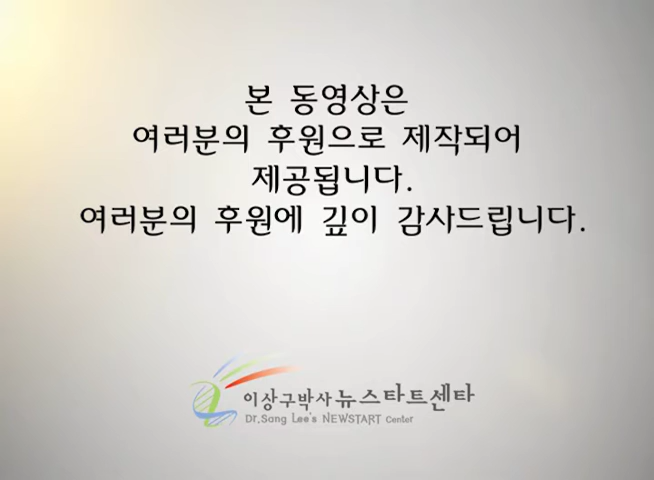 본 동영상은
여러분의 후원으로 제작되어
제공됩니다.
여러분의 후원에 깊이 감사드립니다.
이상구박사뉴스타트센타
Dr.Sang Lee's NEWSTART Center